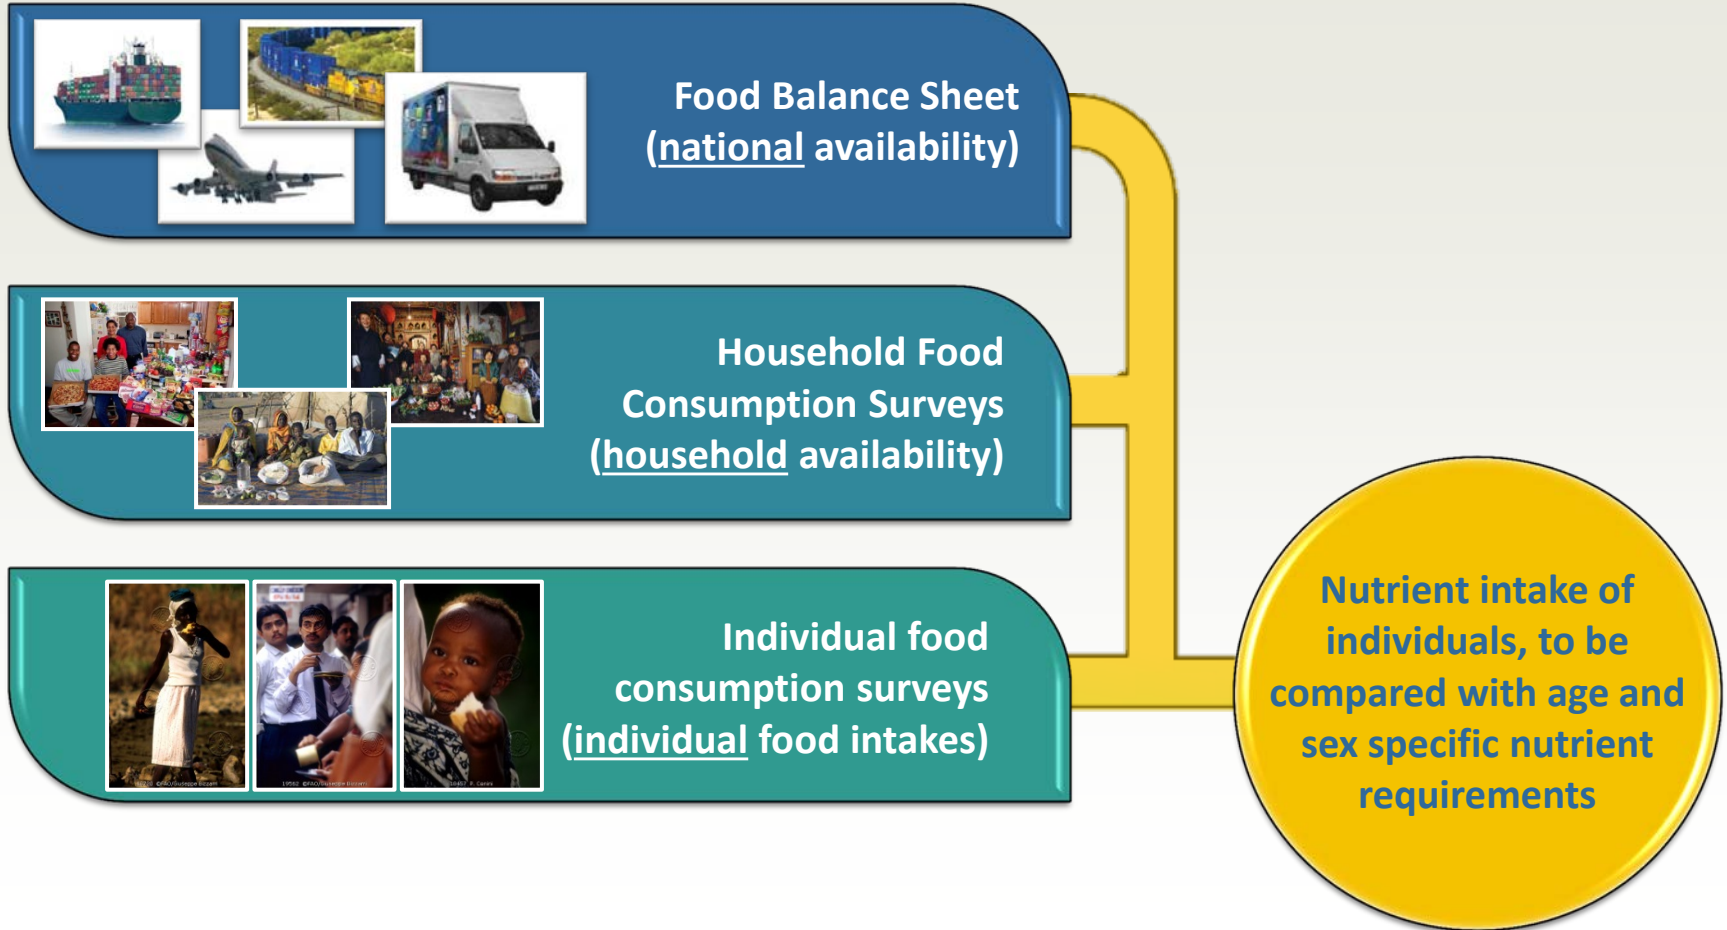 Food Balance Sheet
(national availability)
Household Food
Consumption Surveys
(household availability)
Individual food
consumption surveys
(individual food intakes)
Nutrient intake of
individuals, to be
compared with age and
sex specific nutrient
requirements